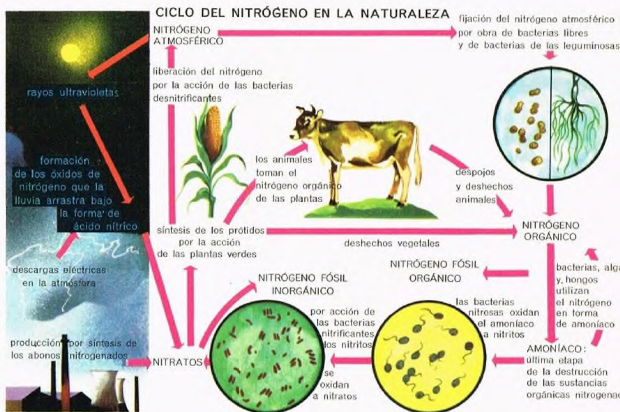 CICLO DEL NITRÓGENO EN LA NATURALEZA
NITRÓGENO
ATMOSFÉRICO
fijación del nitrógeno atmosférico
por obra de bacterias libres
y de bacterias de las leguminosas
rayos ultravioletas
liberación del nitrógeno
por la acción de las bacterias
desnitrificantes
formación
de los óxidos de
nitrógeno que la
lluvia arrastra bajo
la forma de
ácido nítrico
los animales
toman el
nitrógeno orgánico
de las plantas
despojos
y deshechos
animales
síntesis de los prótidos
por la acción
de las plantas verdes
deshechos vegetales
NITRÓGENO
ORGÁNICO
descargas eléctricas
en la atmósfera
NITRÓGENO FÓSIL
INORGÁNICO
NITRÓGENO FÓSIL
ORGÁNICO
bacterias, alga
y, hongos
utilizan
el nitrógeno
en forma
de amoníaco
producción por síntesis de
los abonos nitrogenados
NITRATOS
por acción de
las bacterias
nitrificantes
los nitritos
se
oxidan
a nitratos
las bacterias
nitrosas oxidan
el amoníaco
a nitritos
AMONÍACO:
última etapa
de la destrucción
de las sustancias
orgánicas nitrogenad